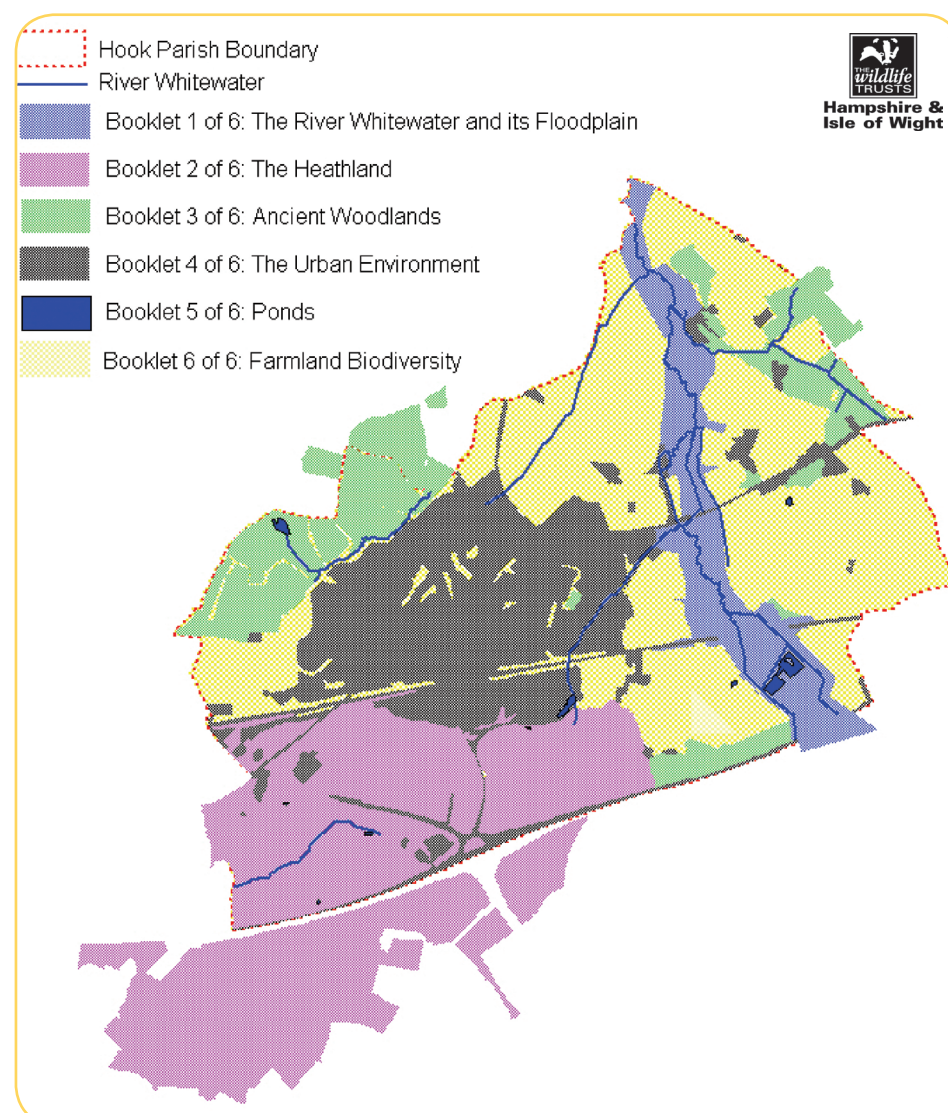 Hook Parish Boundary
River Whitewater
Booklet 1 of 6: The River Whitewater and its Floodplain
Booklet 2 of 6: The Heathland
Booklet 3 of 6: Ancient Woodlands
Booklet 4 of 6: The Urban Environment
Booklet 5 of 6: Ponds
Booklet 6 of 6: Farmland Biodiversity
THE
wildlife
TRUSTS
Hampshire &
Isle of Wight